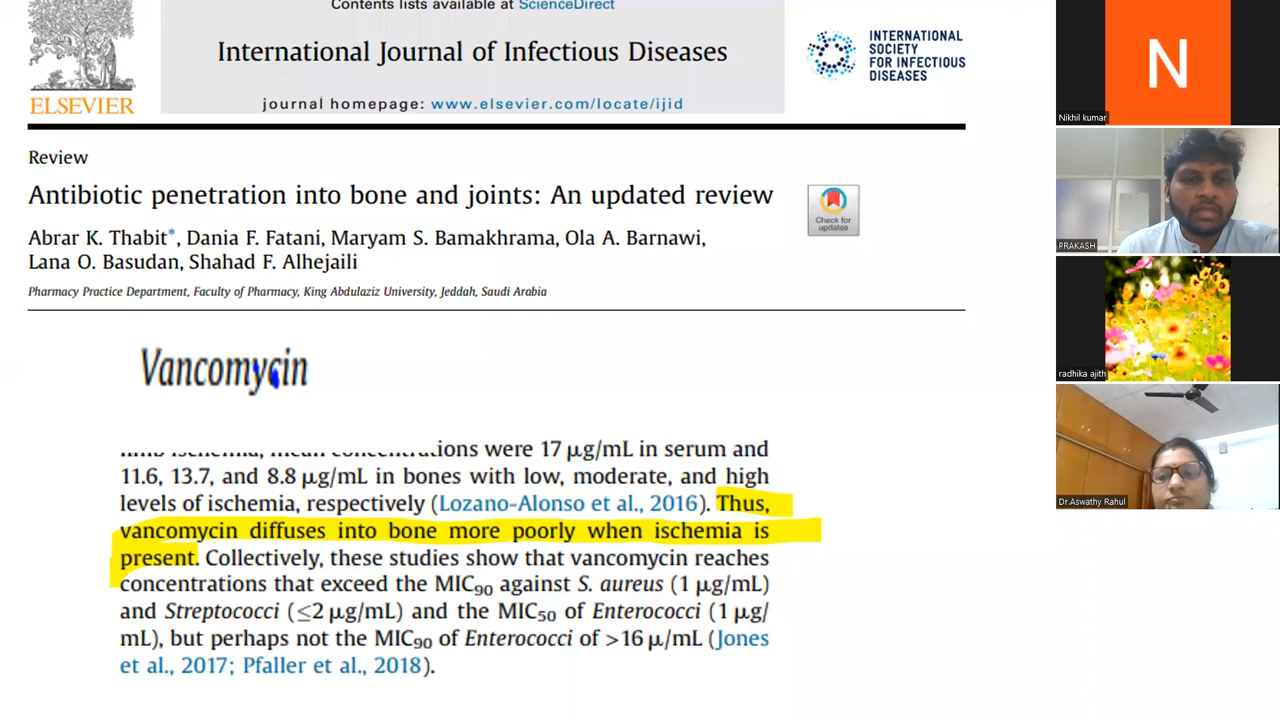 Contents lists available at ScienceDirect
International Journal of Infectious Diseases
journal homepage: www.elsevier.com/locate/ijid
ELSEVIER
INTERNATIONAL
SOCIETY
FOR INFECTIOUS
DISEASES
Review
Antibiotic penetration into bone and joints: An updated review
Check for
updates
Abrar K. Thabit*, Dania F. Fatani, Maryam S. Bamakhrama, Ola A. Barnawi,
Lana O. Basudan, Shahad F. Alhejaili
Pharmacy Practice Department, Faculty of Pharmacy, King Abdulaziz University, Jeddah, Saudi Arabia
Vancomycin
were 17 μg/mL in serum and
11.6, 13.7, and 8.8 μg/mL in bones with low, moderate, and high
levels of ischemia, respectively (Lozano-Alonso et al., 2016). Thus,
vancomycin diffuses into bone more poorly when ischemia is
present. Collectively, these studies show that vancomycin reaches
concentrations that exceed the MIC90 against S. aureus (1 μg/mL)
and Streptococci (≤2 μg/mL) and the MIC50 of Enterococci (1 μg/
mL), but perhaps not the MIC90 of Enterococci of >16 μ/mL (Jones
et al., 2017; Pfaller et al., 2018).
N
Nikhil kumar
PRAKASH
radhika ajith
Dr.Aswathy Rahul